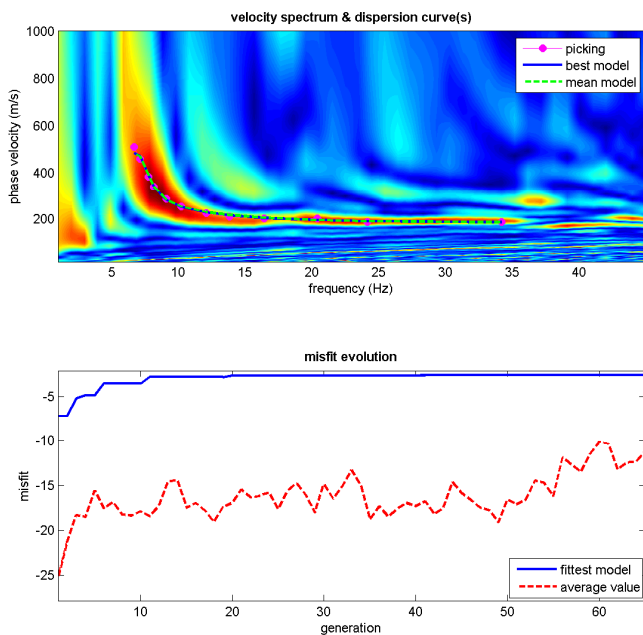 velocity spectrum & dispersion curve(s)
1000
800
600
400
200
phase velocity (m/s)
picking
best model
mean model
5 10 15 20 25 30 35 40
frequency (Hz)
misfit evolution
-5
-10
-15
-20
-25
misfit
fittest model
average value
10 20 30 40 50 60
generation